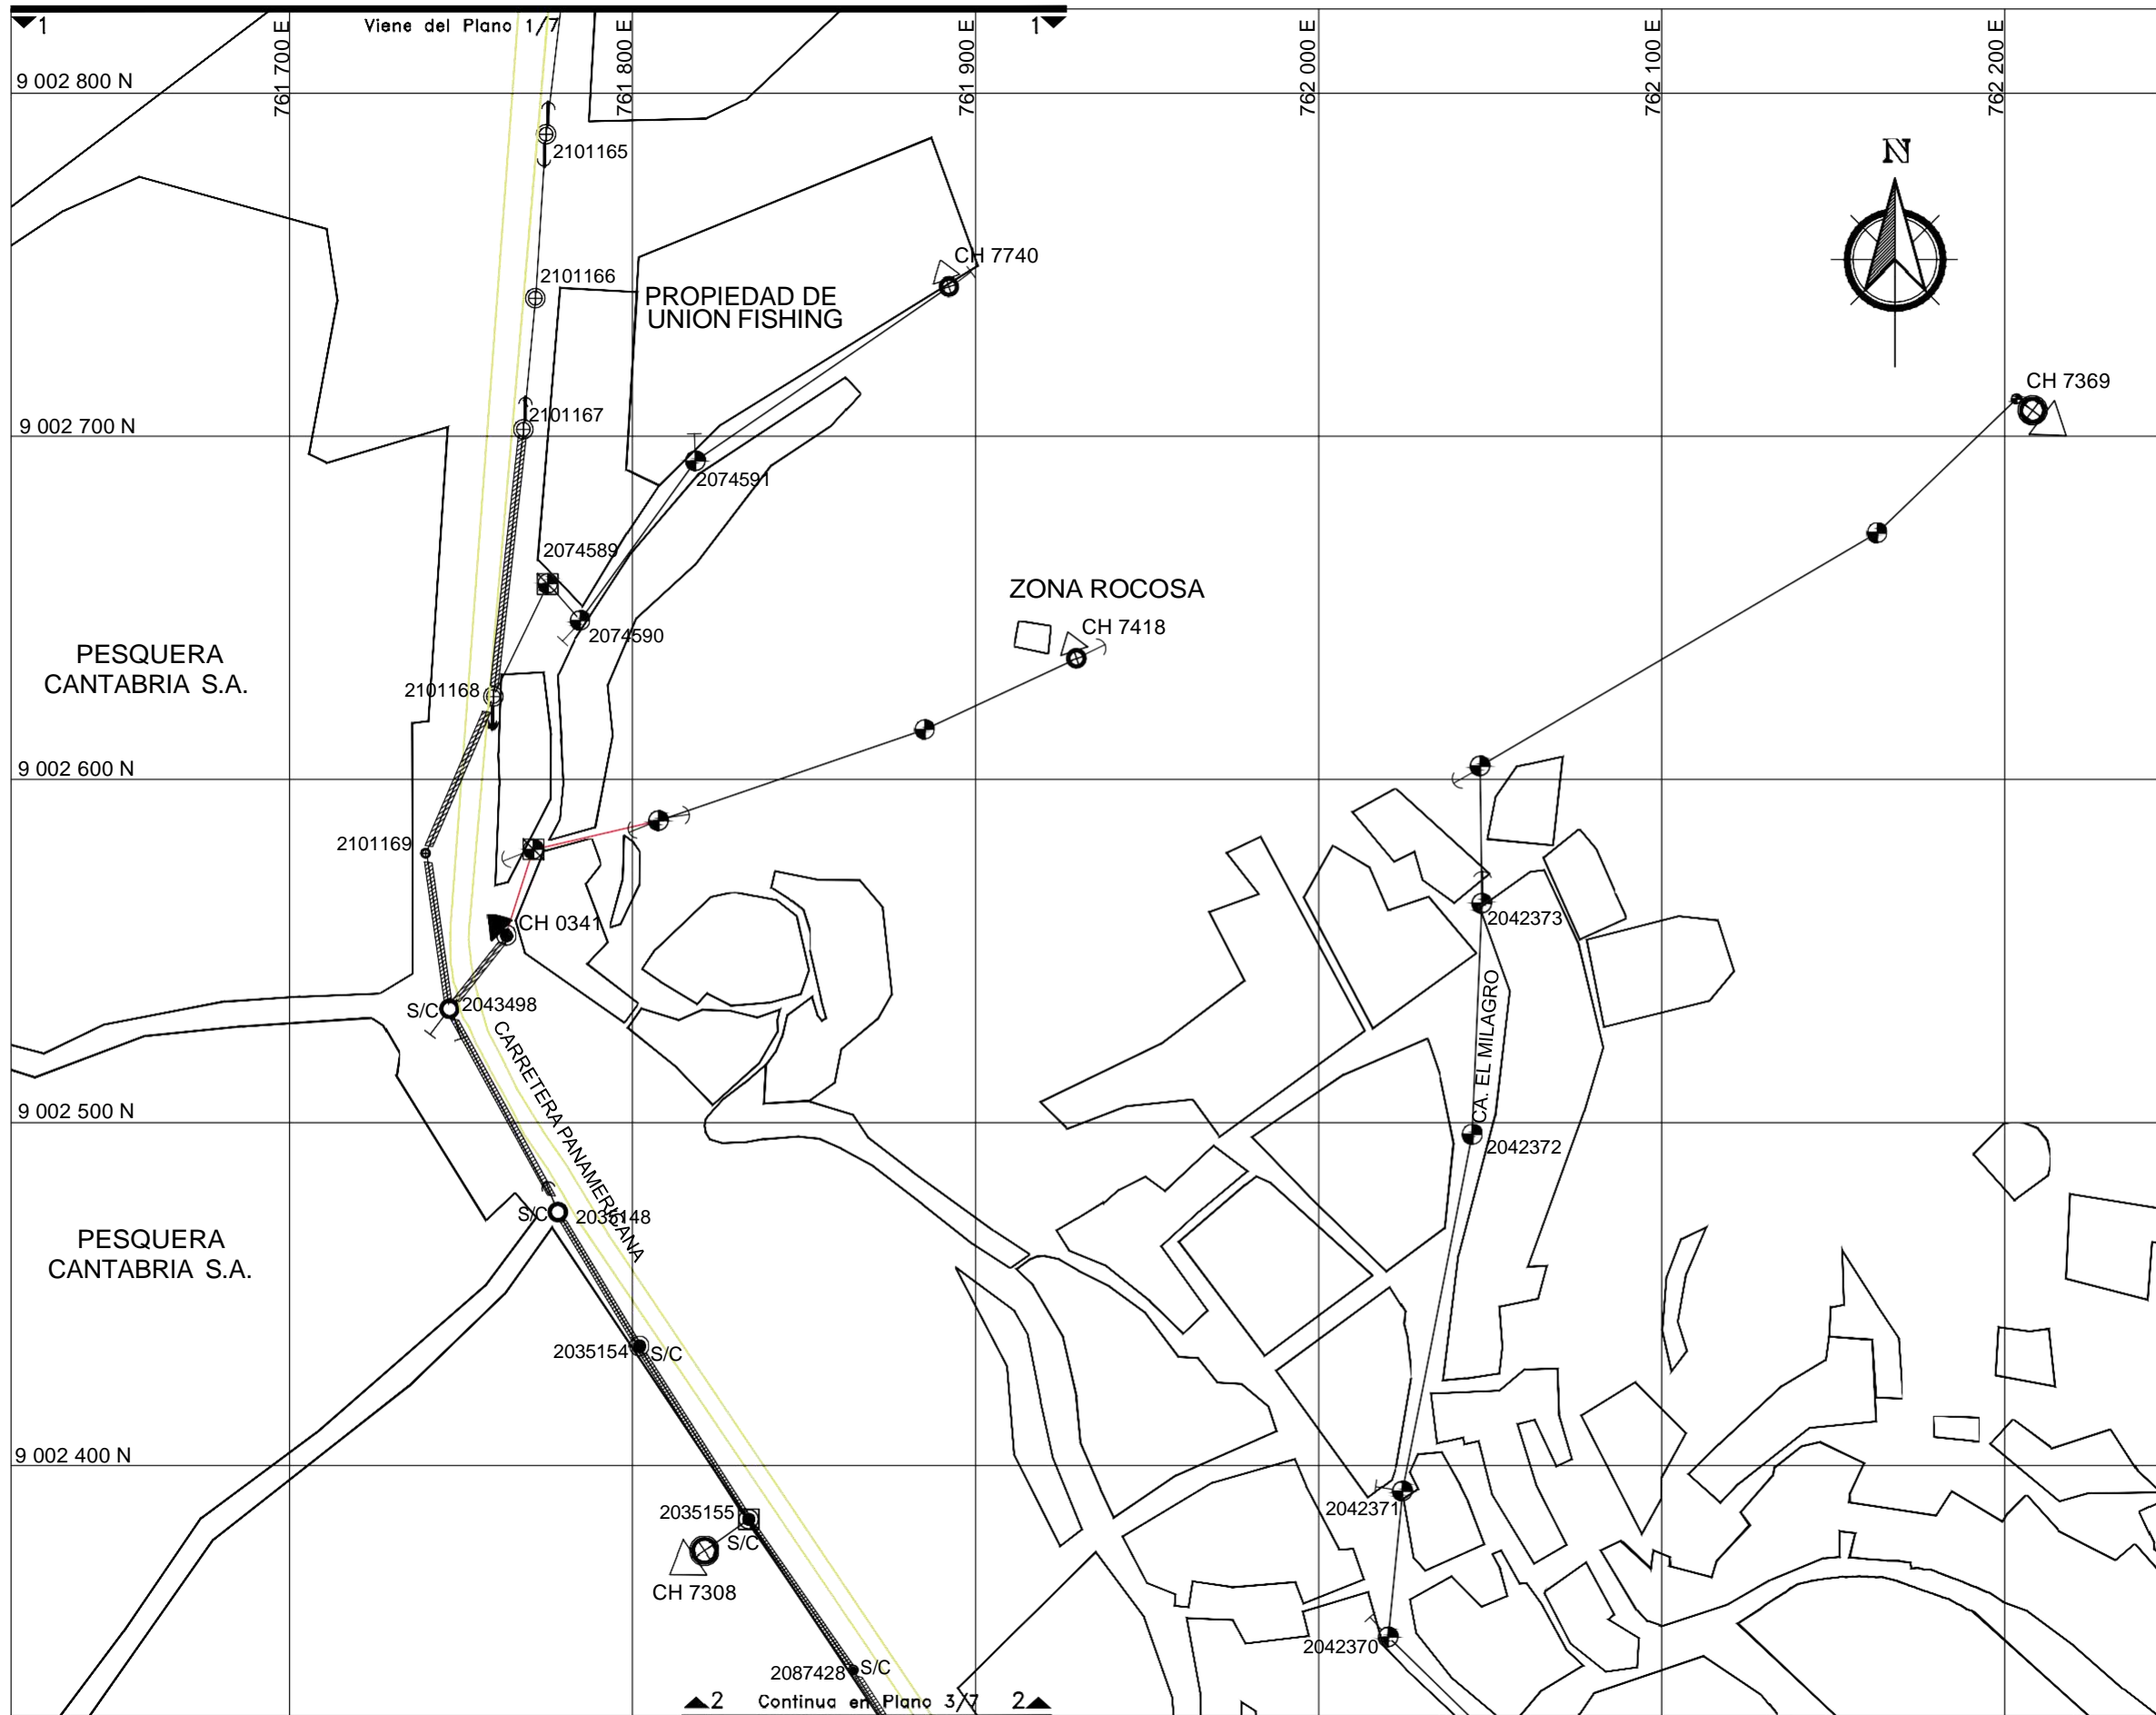 1
Viene del Plano 1/7
1
761 700 E
761 800 E
761 900 E
762 000 E
762 100 E
762 200 E
9 002 800 N
2101165
N
CH 7740
2101166
PROPIEDAD DE
UNION FISHING
CH 7369
2101167
9 002 700 N
2074591
2074589
ZONA ROCOSA
CH 7418
2074590
PESQUERA
CANTABRIA S.A.
2101168
9 002 600 N
2101169
CH 0341
2042373
S/C
2043498
CARRETERA PANAMERICANA
CA. EL MILAGRO
9 002 500 N
2042372
S/C
2035148
PESQUERA
CANTABRIA S.A.
2035154
S/C
9 002 400 N
2035155
S/C
2042371
CH 7308
2042370
2087428
S/C
2
Continua en Plano 3/7
2